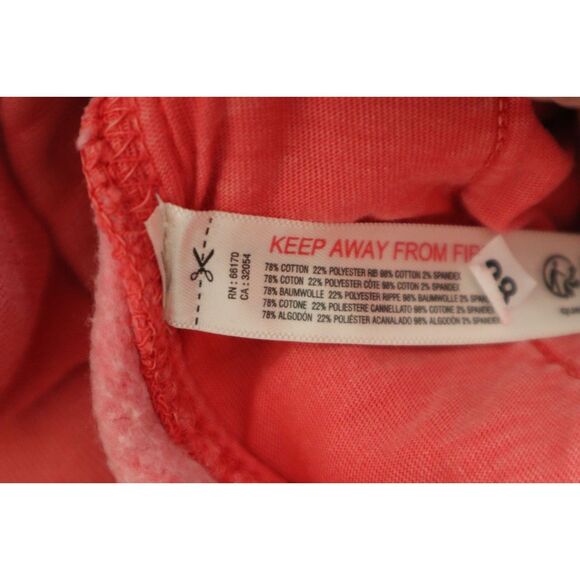 RN : 66170
CA : 32054
KEEP AWAY FROM
78% COTTON 22% POLYESTER RIB 98% COTTON 2% SPANDEX
78% COTON 22% POLYESTER CÔTE 98% COTON 2% SPANDEX
78% BAUMWOLLE 22% POLYESTER RIPPE 98% BAUMWOLLE 2% SPANDEX
78% COTONE 22% POLIESTERE CANNELLATO 98% COTONE 2% SPANDEX
78% ALGODÓN 22% POLIÉSTER ACANALADO 98% ALGODÓN 2%